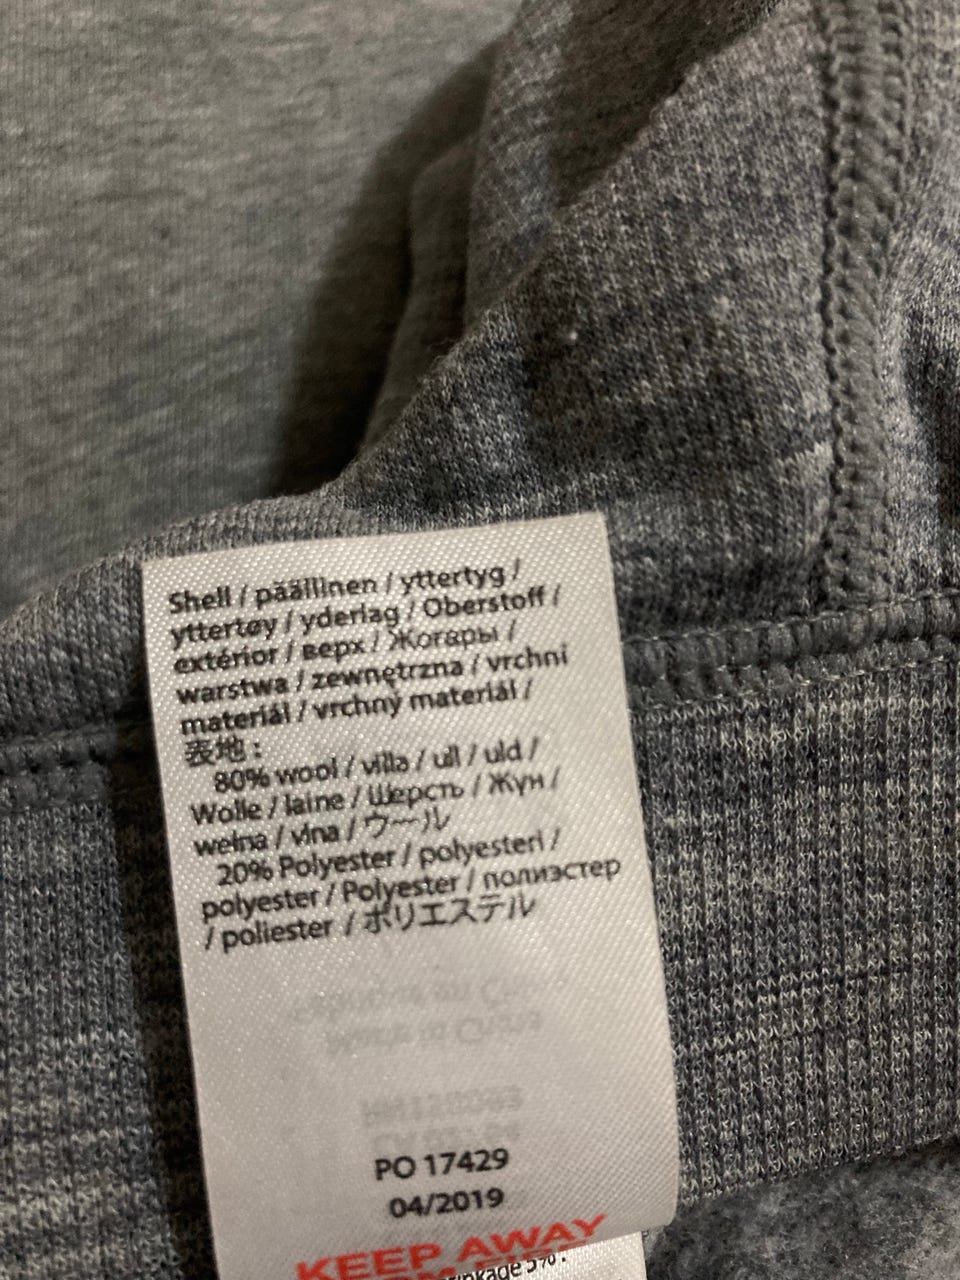 Shell / päällinen / yttertyg /
yttertøy / yderlag / Oberstoff /
extérior / верх / Жоғары /
warstwa / zewnętrzna / vrchní
materiál / vrchný materiál /
表地 :
80% wool / villa / ull / uld /
Wolle / laine / Шерсть / Жүн /
wełna / vlna / ウール
20% Polyester / polyesteri /
polyester / Polyester / полиэстер
/ poliester / ポリエステル
PO 17429
04/2019
KEEP AWAY
5%.